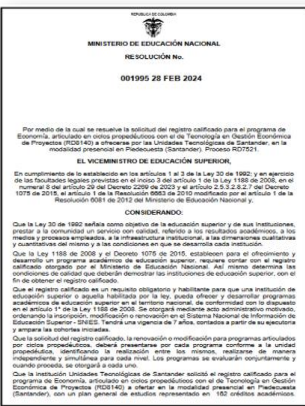 REPÚBLICA DE COLOMBIA
MINISTERIO DE EDUCACIÓN NACIONAL
RESOLUCIÓN No.
001995 28 FEB 2024
Por medio de la cual se resuelve la solicitud del registro calificado para el programa de
Economía, articulado en ciclos propedéuticos con el de Tecnología en Gestión Económica
de Proyectos (RD8140) a ofrecerse por las Unidades Tecnológicas de Santander, en la
modalidad presencial en Piedecuesta (Santander). Proceso RD7521.
EL VICEMINISTRO DE EDUCACIÓN SUPERIOR,
En cumplimiento de lo establecido en los artículos 1 al 3 de la Ley 30 de 1992; y en ejercicio
de las facultades legales previstas en el inciso 3 del artículo 1 de la Ley 1188 de 2008, en el
numeral 8 del artículo 29 del Decreto 2269 de 2023 y el artículo 2.5.3.2.8.2.7 del Decreto
1075 de 2015, el artículo 1 de la Resolución 6663 de 2010 modificado por el artículo 1 de la
Resolución 6081 de 2012 del Ministerio de Educación Nacional y,
CONSIDERANDO:
Que la Ley 30 de 1992 señala como objetivo de la educación superior y de sus Instituciones,
prestar a la comunidad un servicio con calidad, referido a los resultados académicos, a los
medios y procesos empleados, a la infraestructura institucional, a las dimensiones cualitativas
y cuantitativas del mismo y a las condiciones en que se desarrolla cada institución.
Que la Ley 1188 de 2008 y el Decreto 1075 de 2015, establecen para el ofrecimiento y
desarrollo un programa académico de educación superior, requiere contar con el registro
calificado otorgado por el Ministerio de Educación Nacional. Así mismo determina las
condiciones de calidad que deberán demostrar las instituciones de educación superior, con el
fin de obtener el registro calificado.
Que el registro calificado es un requisito obligatorio y habilitante para que una institución de
educación superior o aquella habilitada por la ley, pueda ofrecer y desarrollar programas
académicos de educación superior en el territorio nacional, de conformidad con lo dispuesto
en el artículo 1° de la Ley 1188 de 2008. Se otorgará mediante acto administrativo motivado,
ordenando la inscripción, modificación o renovación en el Sistema Nacional de Información de
Educación Superior - SNIES. Tendrá una vigencia de 7 años, contados a partir de su ejecutoria
y ampara las cohortes iniciadas.
Que la solicitud del registro calificado, la renovación o modificación para programas articulados
por ciclos propedéuticos, deberá presentarse por cada programa conforme a la unidad
propedéutica, identificando la relación entre los mismos, realizarse de manera
independiente y simultánea para cada nivel. Los programas se evaluarán conjuntamente y
cuando proceda, se otorgará a cada uno.
Que la institución Unidades Tecnológicas de Santander solicitó el registro calificado para el
programa de Economía, articulado en ciclos propedéuticos con el de Tecnología en Gestión
Económica de Proyectos (RD8140) a ofertar en la modalidad presencial en Piedecuesta
(Santander), con un plan general de estudios representado en 162 créditos académicos.